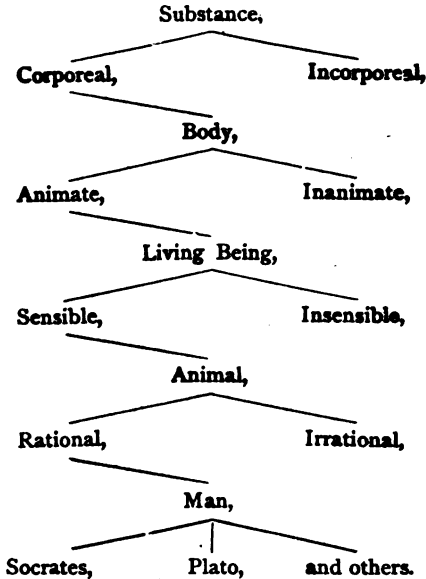 Substance,
Corporeal, Incorporeal,
Body,
Animate, Inanimate,
Living Being,
Sensible, Insensible,
Animal,
Rational, Irrational,
Man,
Socrates, Plato, and others.